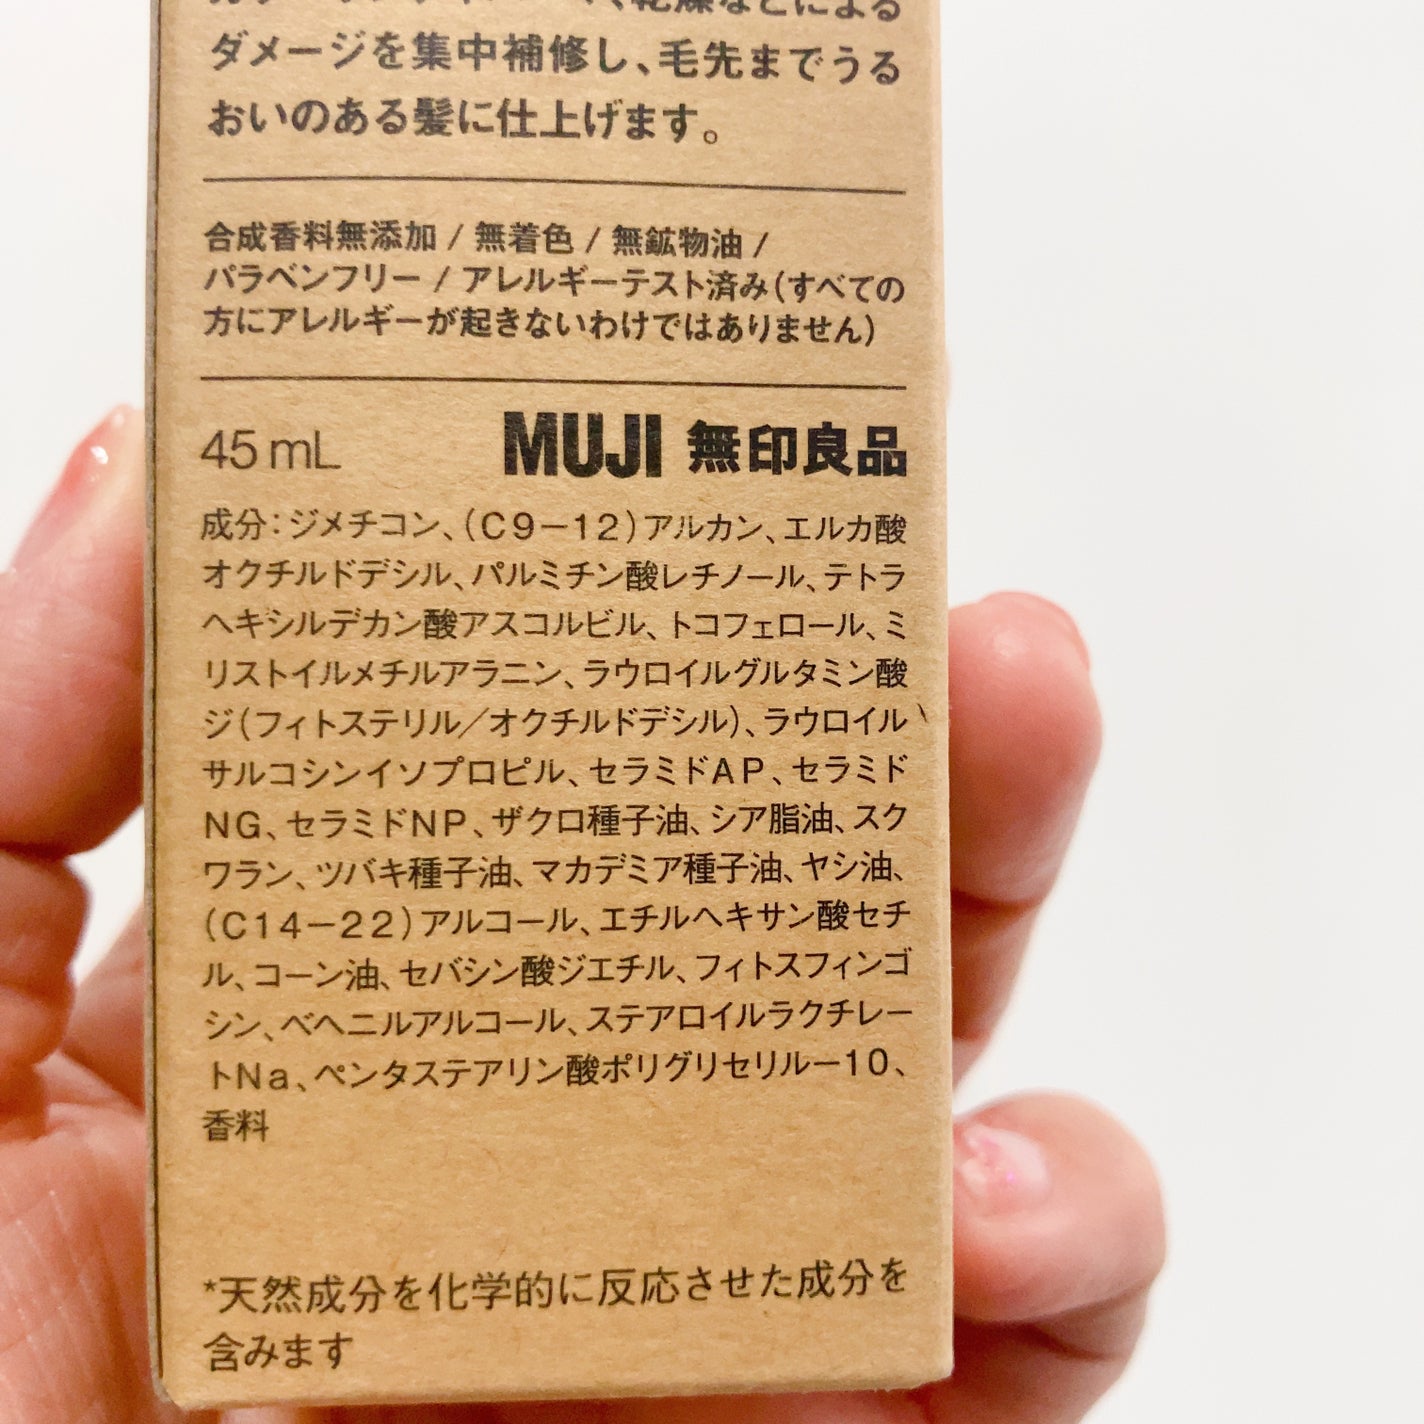 、乾燥などによる
ダメージを集中補修し、毛先までうる
おいのある髪に仕上げます。
合成香料無添加 / 無着色 / 無鉱物油 /
パラベンフリー / アレルギーテスト済み(すべての
方にアレルギーが起きないわけではありません)
45mL MUJI 無印良品
成分:ジメチコン、(C9-12)アルカン、エルカ酸
オクチルドデシル、パルミチン酸レチノール、テトラ
ヘキシルデカン酸アスコルビル、トコフェロール、ミ
リストイルメチルアラニン、ラウロイルグルタミン酸
ジ(フィトステリル/オクチルドデシル)、ラウロイル
サルコシンイソプロピル、セラミドAP、セラミド
NG、セラミドNP、ザクロ種子油、シア脂油、スク
ワラン、ツバキ種子油、マカデミア種子油、ヤシ油、
(C14-22)アルコール、エチルヘキサン酸セチ
ル、コーン油、セバシン酸ジエチル、フィトスフィンゴ
シン、ベヘニルアルコール、ステアロイルラクチレー
トNa、ペンタステアリン酸ポリグリセリル-10、
香料
*天然成分を化学的に反応させた成分を
含みます